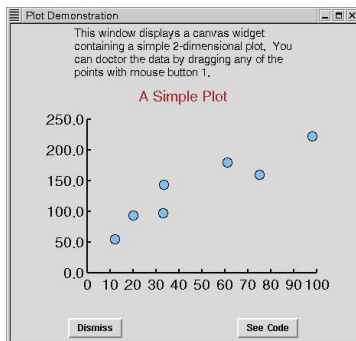 Plot Demonstration
This window displays a canvas widget
containing a simple 2-dimensional plot. You
can doctor the data by dragging any of the
points with mouse button 1.
A Simple Plot
250.0
200.0
150.0
100.0
50.0
0.0
0 10 20 30 40 50 60 70 80 90 100
Dismiss See Code